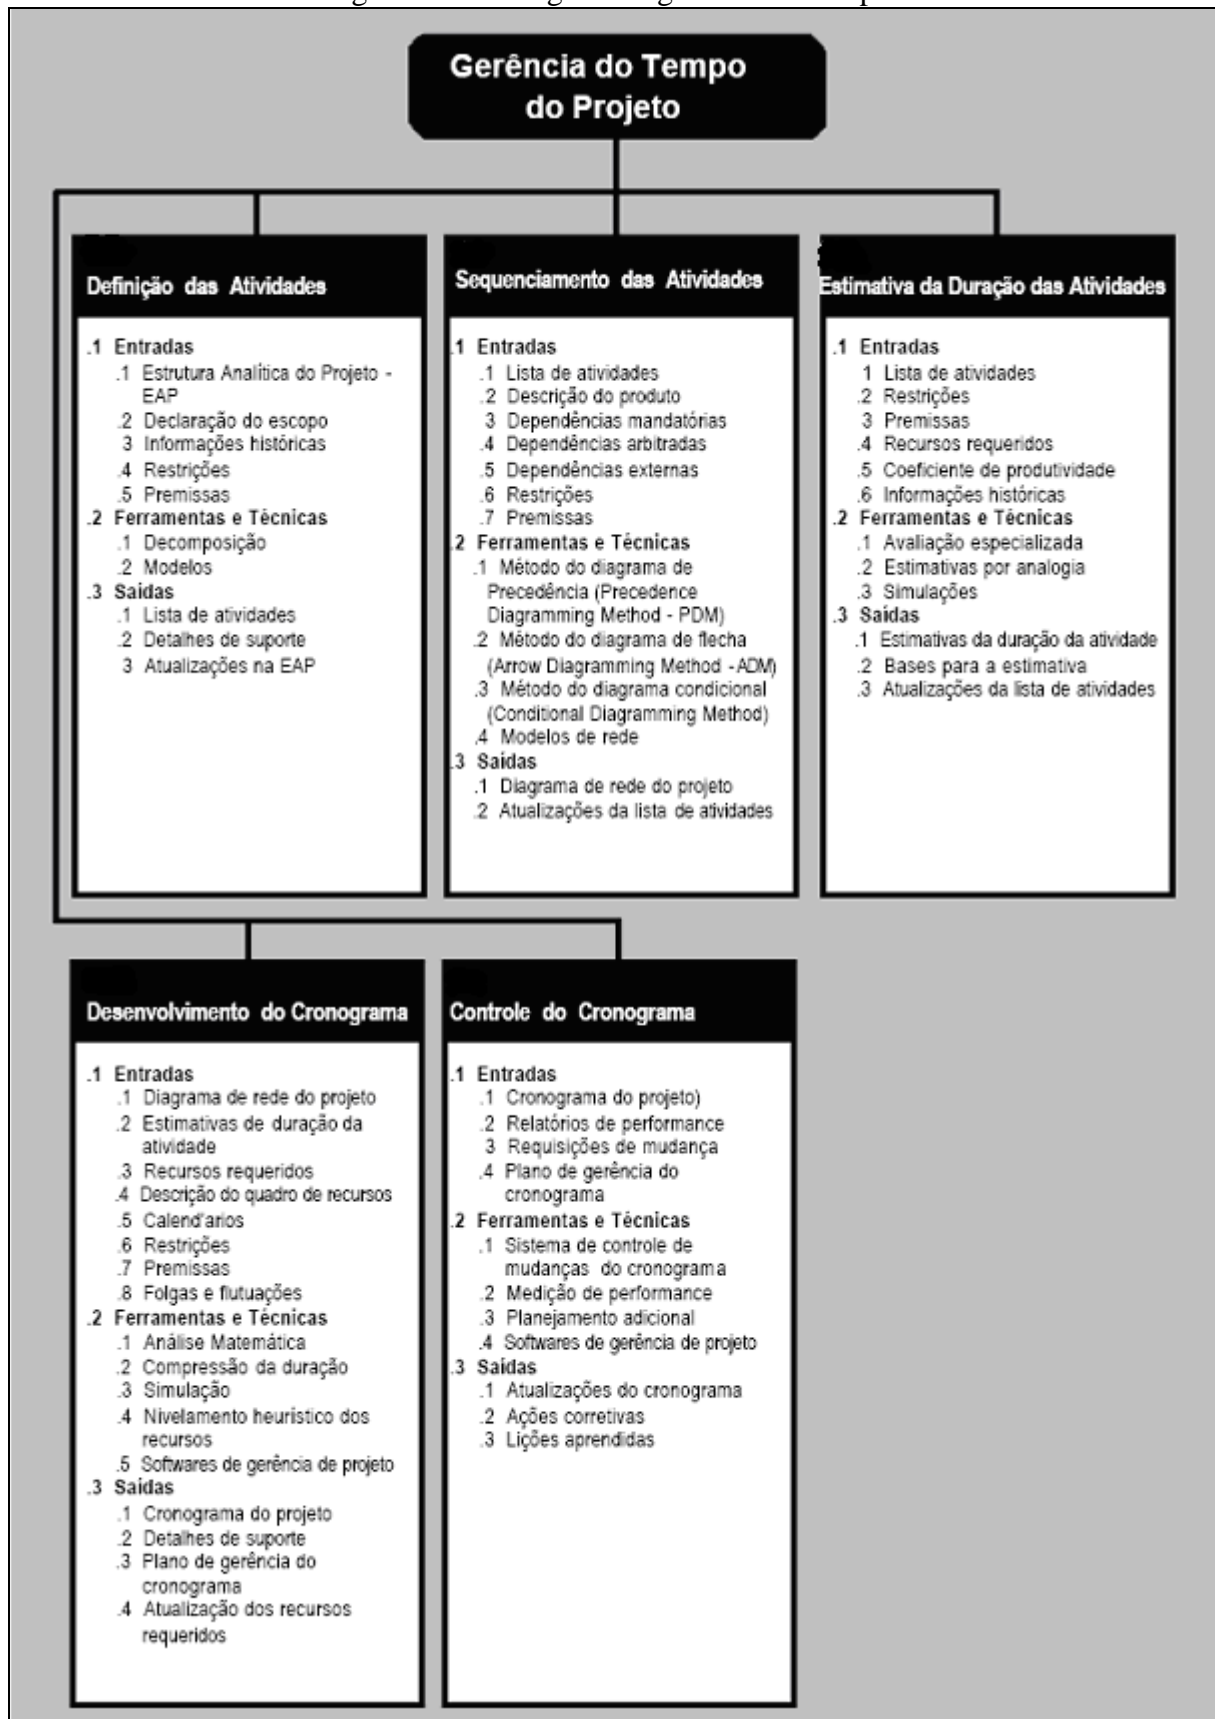 Gerência do Tempo
do Projeto
Definição das Atividades
.1 Entradas
.1 Estrutura Analítica do Projeto -
EAP
.2 Declaração do escopo
3 Informações históricas
.4 Restrições
.5 Premissas
.2 Ferramentas e Técnicas
.1 Decomposição
.2 Modelos
.3 Saídas
.1 Lista de atividades
.2 Detalhes de suporte
3 Atualizações na EAP
Sequenciamento das Atividades
.1 Entradas
.1 Lista de atividades
.2 Descrição do produto
3 Dependências mandatórias
.4 Dependências arbitradas
.5 Dependências externas
.6 Restrições
.7 Premissas
.2 Ferramentas e Técnicas
.1 Método do diagrama de
Precedência (Precedence
Diagramming Method - PDM)
.2 Método do diagrama de flecha
(Arrow Diagramming Method - ADM)
.3 Método do diagrama condicional
(Conditional Diagramming Method)
.4 Modelos de rede
.3 Saídas
.1 Diagrama de rede do projeto
.2 Atualizações da lista de atividades
Estimativa da Duração das Atividades
.1 Entradas
1 Lista de atividades
.2 Restrições
3 Premissas
.4 Recursos requeridos
.5 Coeficiente de produtividade
.6 Informações históricas
.2 Ferramentas e Técnicas
.1 Avaliação especializada
.2 Estimativas por analogia
.3 Simulações
.3 Saídas
.1 Estimativas da duração da atividade
.2 Bases para a estimativa
.3 Atualizações da lista de atividades
Desenvolvimento do Cronograma
.1 Entradas
.1 Diagrama de rede do projeto
.2 Estimativas de duração da
atividade
.3 Recursos requeridos
.4 Descrição do quadro de recursos
.5 Calend'arios
.6 Restrições
.7 Premissas
.8 Folgas e flutuações
.2 Ferramentas e Técnicas
.1 Análise Matemática
.2 Compressão da duração
.3 Simulação
.4 Nivelamento heurístico dos
recursos
.5 Softwares de gerência de projeto
.3 Saídas
.1 Cronograma do projeto
.2 Detalhes de suporte
.3 Plano de gerência do
cronograma
.4 Atualização dos recursos
requeridos
Controle do Cronograma
.1 Entradas
.1 Cronograma do projeto)
.2 Relatórios de performance
3 Requisições de mudança
.4 Plano de gerência do
cronograma
.2 Ferramentas e Técnicas
.1 Sistema de controle de
mudanças do cronograma
.2 Medição de performance
.3 Planejamento adicional
.4 Softwares de gerência de projeto
.3 Saídas
.1 Atualizações do cronograma
.2 Ações corretivas
.3 Lições aprendidas